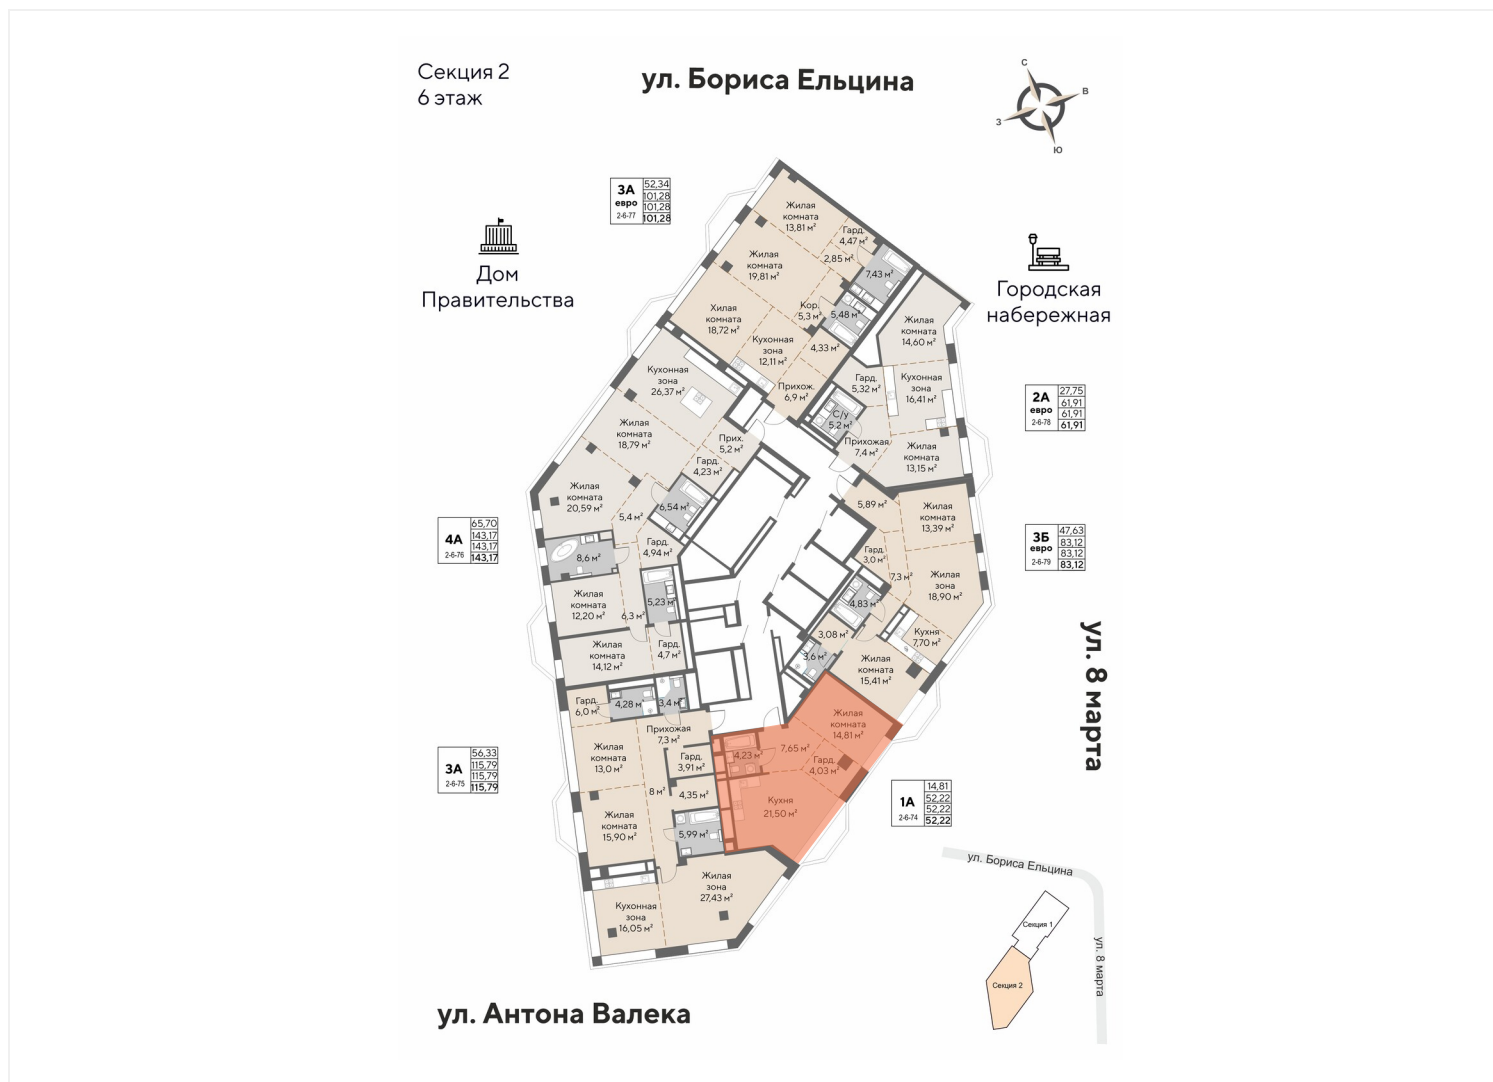 Секция 2
6 этаж
ул. Бориса Ельцина
С
В
З
Ю
3А
евро
2-6-77
52,34
101,28
101,28
101,28
Дом
Правительства
Городская
набережная
Жилая
комната
13,81 м²
Гард.
4,47 м²
2,85 м²
7,43 м²
Жилая
комната
19,81 м²
Кор.
5,3 м²
5,48 м²
Хилая
комната
18,72 м²
Кухонная
зона
12,11 м²
4,33 м²
Прихож.
6,9 м²
Жилая
комната
14,60 м²
Гард.
5,32 м²
Кухонная
зона
16,41 м²
С/у
5,2 м²
Прихожая
7,4 м²
Жилая
комната
13,15 м²
2А
евро
2-6-78
27,75
61,91
61,91
61,91
Кухонная
зона
26,37 м²
Жилая
комната
18,79 м²
Прих.
5,2 м²
Гард.
4,23 м²
Жилая
комната
20,59 м²
6,54 м²
5,4 м²
Гард.
4,94 м²
8,6 м²
Жилая
комната
12,20 м²
6,3 м²
5,23 м²
Жилая
комната
14,12 м²
Гард.
4,7 м²
4А
2-6-76
65,70
143,17
143,17
143,17
5,89 м²
Жилая
комната
13,39 м²
Гард.
3,0 м²
7,3 м²
Жилая
зона
18,90 м²
4,83 м²
Кухня
7,70 м²
3,08 м²
3,6 м²
Жилая
комната
15,41 м²
3Б
евро
2-6-79
47,63
83,12
83,12
83,12
ул. 8 марта
Гард.
6,0 м²
4,28 м²
3,4 м²
Прихожая
7,3 м²
Жилая
комната
13,0 м²
Гард.
3,91 м²
8 м²
4,35 м²
Жилая
комната
15,90 м²
5,99 м²
Жилая
зона
27,43 м²
Кухонная
зона
16,05 м²
3А
2-6-75
56,33
115,79
115,79
115,79
Жилая
комната
14,81 м²
7,65 м²
4,23 м²
Гард.
4,03 м²
Кухня
21,50 м²
1А
2-6-74
14,81
52,22
52,22
52,22
ул. Бориса Ельцина
Секция 1
Секция 2
ул. 8 марта
ул. Антона Валека